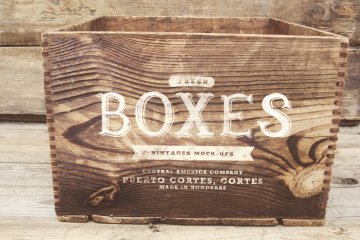 FRESH
BOXES
VINTAGES MOCK-UPS
CENTRAL AMERICA COMPANY
PUERTO CORTES, CORTES
MADE IN HONDURAS